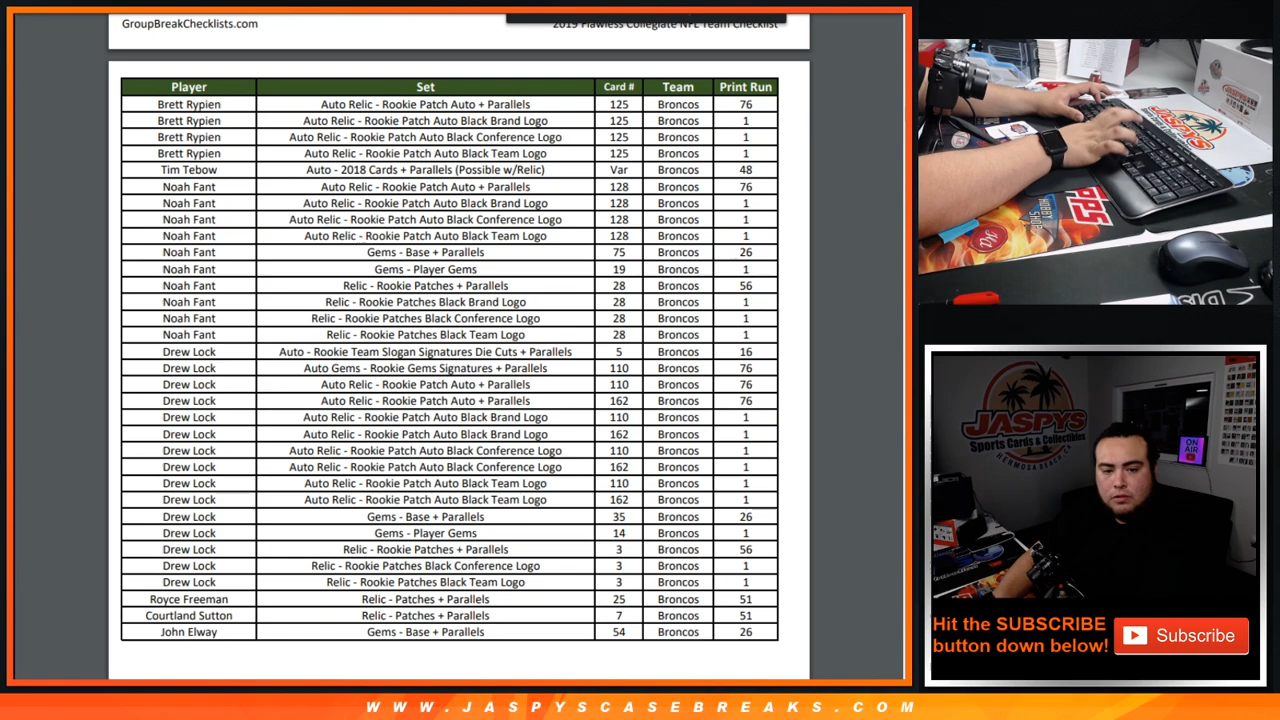 GroupBreakChecklists.com 2019 Flawless Collegiate NFL Team Checklist
Player Set Card # Team Print Run
Brett Rypien Auto Relic - Rookie Patch Auto + Parallels 125 Broncos 76
Brett Rypien Auto Relic - Rookie Patch Auto Black Brand Logo 125 Broncos 1
Brett Rypien Auto Relic - Rookie Patch Auto Black Conference Logo 125 Broncos 1
Brett Rypien Auto Relic - Rookie Patch Auto Black Team Logo 125 Broncos 1
Tim Tebow Auto - 2018 Cards + Parallels (Possible w/Relic) Var Broncos 48
Noah Fant Auto Relic - Rookie Patch Auto + Parallels 128 Broncos 76
Noah Fant Auto Relic - Rookie Patch Auto Black Brand Logo 128 Broncos 1
Noah Fant Auto Relic - Rookie Patch Auto Black Conference Logo 128 Broncos 1
Noah Fant Auto Relic - Rookie Patch Auto Black Team Logo 128 Broncos 1
Noah Fant Gems - Base + Parallels 75 Broncos 26
Noah Fant Gems - Player Gems 19 Broncos 1
Noah Fant Relic - Rookie Patches + Parallels 28 Broncos 56
Noah Fant Relic - Rookie Patches Black Brand Logo 28 Broncos 1
Noah Fant Relic - Rookie Patches Black Conference Logo 28 Broncos 1
Noah Fant Relic - Rookie Patches Black Team Logo 28 Broncos 1
Drew Lock Auto - Rookie Team Slogan Signatures Die Cuts + Parallels 5 Broncos 16
Drew Lock Auto Gems - Rookie Gems Signatures + Parallels 110 Broncos 76
Drew Lock Auto Relic - Rookie Patch Auto + Parallels 110 Broncos 76
Drew Lock Auto Relic - Rookie Patch Auto + Parallels 162 Broncos 76
Drew Lock Auto Relic - Rookie Patch Auto Black Brand Logo 110 Broncos 1
Drew Lock Auto Relic - Rookie Patch Auto Black Brand Logo 162 Broncos 1
Drew Lock Auto Relic - Rookie Patch Auto Black Conference Logo 110 Broncos 1
Drew Lock Auto Relic - Rookie Patch Auto Black Conference Logo 162 Broncos 1
Drew Lock Auto Relic - Rookie Patch Auto Black Team Logo 110 Broncos 1
Drew Lock Auto Relic - Rookie Patch Auto Black Team Logo 162 Broncos 1
Drew Lock Gems - Base + Parallels 35 Broncos 26
Drew Lock Gems - Player Gems 14 Broncos 1
Drew Lock Relic - Rookie Patches + Parallels 3 Broncos 56
Drew Lock Relic - Rookie Patches Black Conference Logo 3 Broncos 1
Drew Lock Relic - Rookie Patches Black Team Logo 3 Broncos 1
Royce Freeman Relic - Patches + Parallels 25 Broncos 51
Courtland Sutton Relic - Patches + Parallels 7 Broncos 51
John Elway Gems - Base + Parallels 54 Broncos 26
JASPYS
HOBBY
SHOP
JASPYS
Sports Cards & Collectibles
HERMOSA BEACH, CA
ON
AIR
Hit the SUBSCRIBE
button down below!
Subscribe
WWW.JASPYSCASEBREAKS.COM